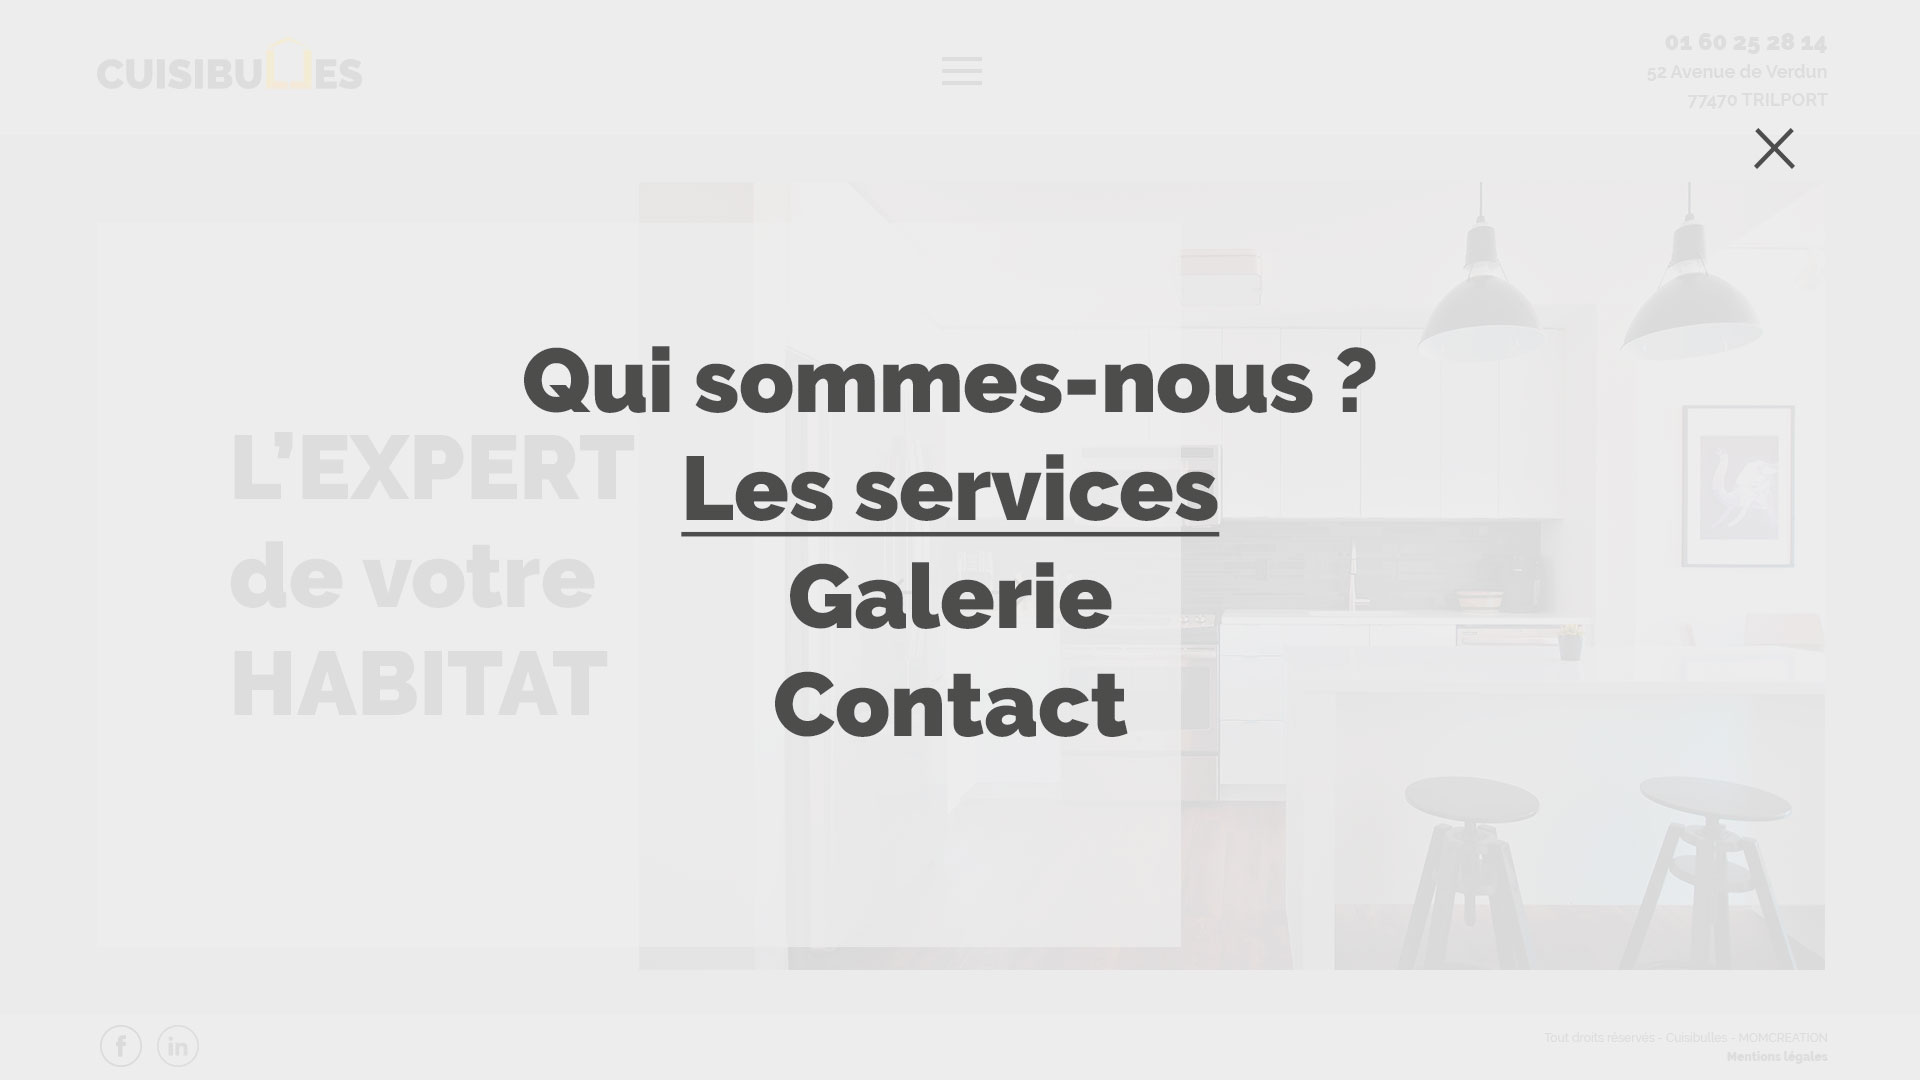 CUISIBULLES
01 60 25 28 14
52 Avenue de Verdun
77470 TRILPORT
Qui sommes-nous ?
Les services
Galerie
Contact
L’EXPERT
de votre
HABITAT
f
in
Tout droits réservés - Cuisibulles - MOMCREATION
Mentions légales